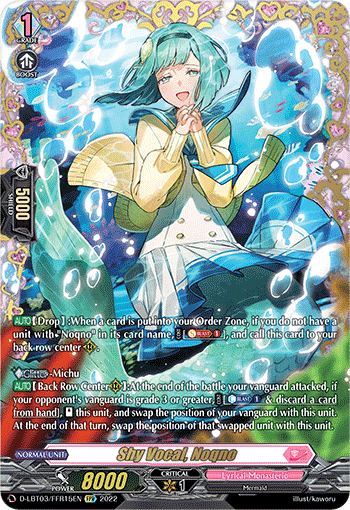 1
GRADE
BOOST
5000
SHIELD
AUTO【Drop】:When a card is put into your Order Zone, if you do not have a
unit with "Noqno" in its card name, [BLAST 1], and call this card to your
back row center.
-Michu
AUTO【Back Row Center】:At the end of the battle your vanguard attacked, if
your opponent's vanguard is grade 3 or greater, [BLAST 1 & discard a card
from hand], this unit, and swap the position of your vanguard with this unit.
At the end of that turn, swap the position of that swapped unit with this unit.
NORMAL UNIT
Shy Vocal, Noqno
Lyrical Monasterio
POWER 8000
CRITICAL
1
Mermaid
D-LBT03/FFR15EN FFR 2022
illust/kaworu